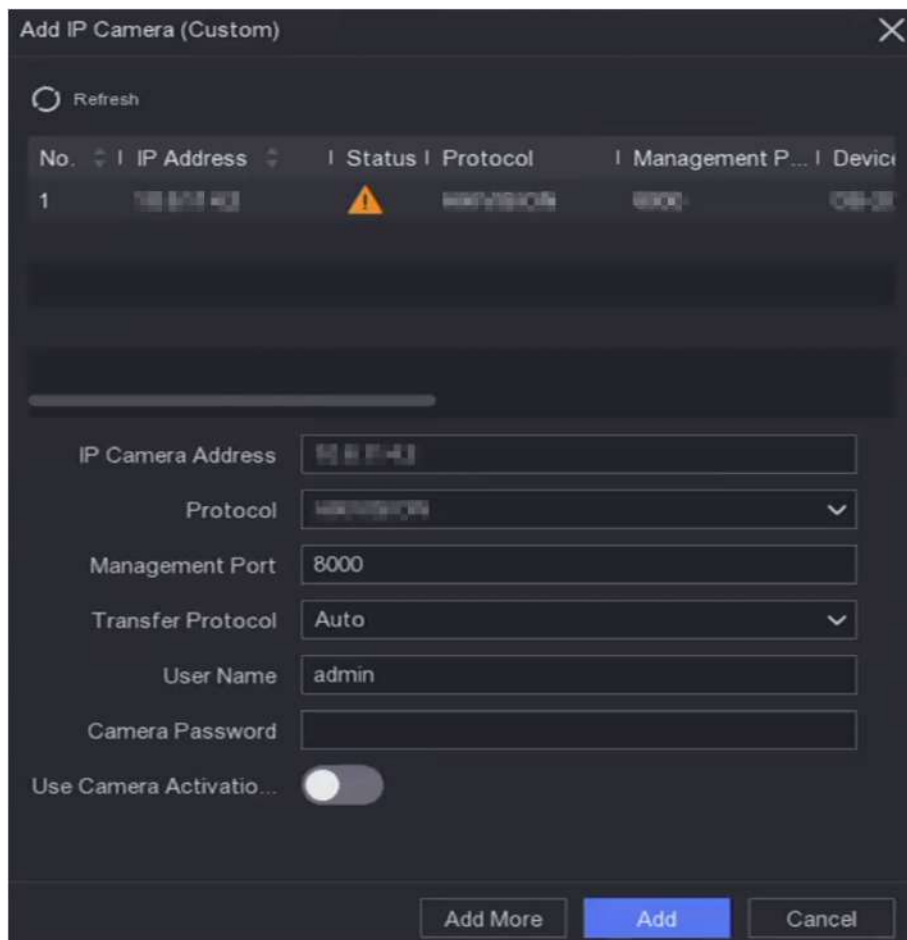 Add IP Camera (Custom)
Refresh
No. IP Address Status Protocol Management P... Device
1
IP Camera Address
Protocol
Management Port 8000
Transfer Protocol Auto
User Name admin
Camera Password
Use Camera Activatio...
Add More Add Cancel